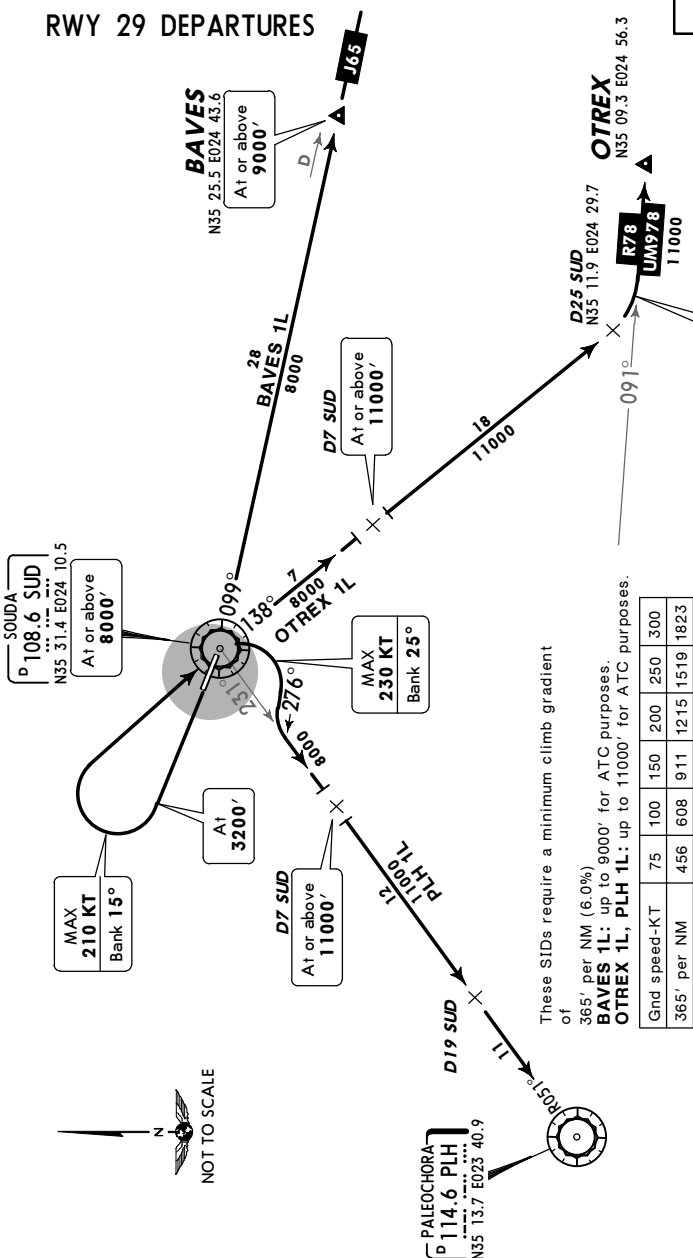 RWY 29 DEPARTURES
J65
BAVES
N35 25.5 E024 43.6
At or above
9000'
D
OTREX
N35 09.3 E024 56.3
D25 SUD
N35 11.9 E024 29.7
R78
UM978
11000
28
BAVES 1L
8000
D7 SUD
At or above
11000'
18
11000
091°
SOUDA
D 108.6 SUD
N35 31.4 E024 10.5
At or above
8000'
099°
138°
7
8000
OTREX 1L
231°
276°
MAX
230 KT
Bank 25°
8000
MAX
210 KT
Bank 15°
At
3200'
D7 SUD
At or above
11000'
12
11000
PLH 1L
D19 SUD
11
R051°
PALEOCHORA
D 114.6 PLH
N35 13.7 E023 40.9
N
NOT TO SCALE
These SIDs require a minimum climb gradient
of
365' per NM (6.0%)
BAVES 1L: up to 9000' for ATC purposes.
OTREX 1L, PLH 1L: up to 11000' for ATC purposes.
Gnd speed-KT 75 100 150 200 250 300
365' per NM 456 608 911 1215 1519 1823